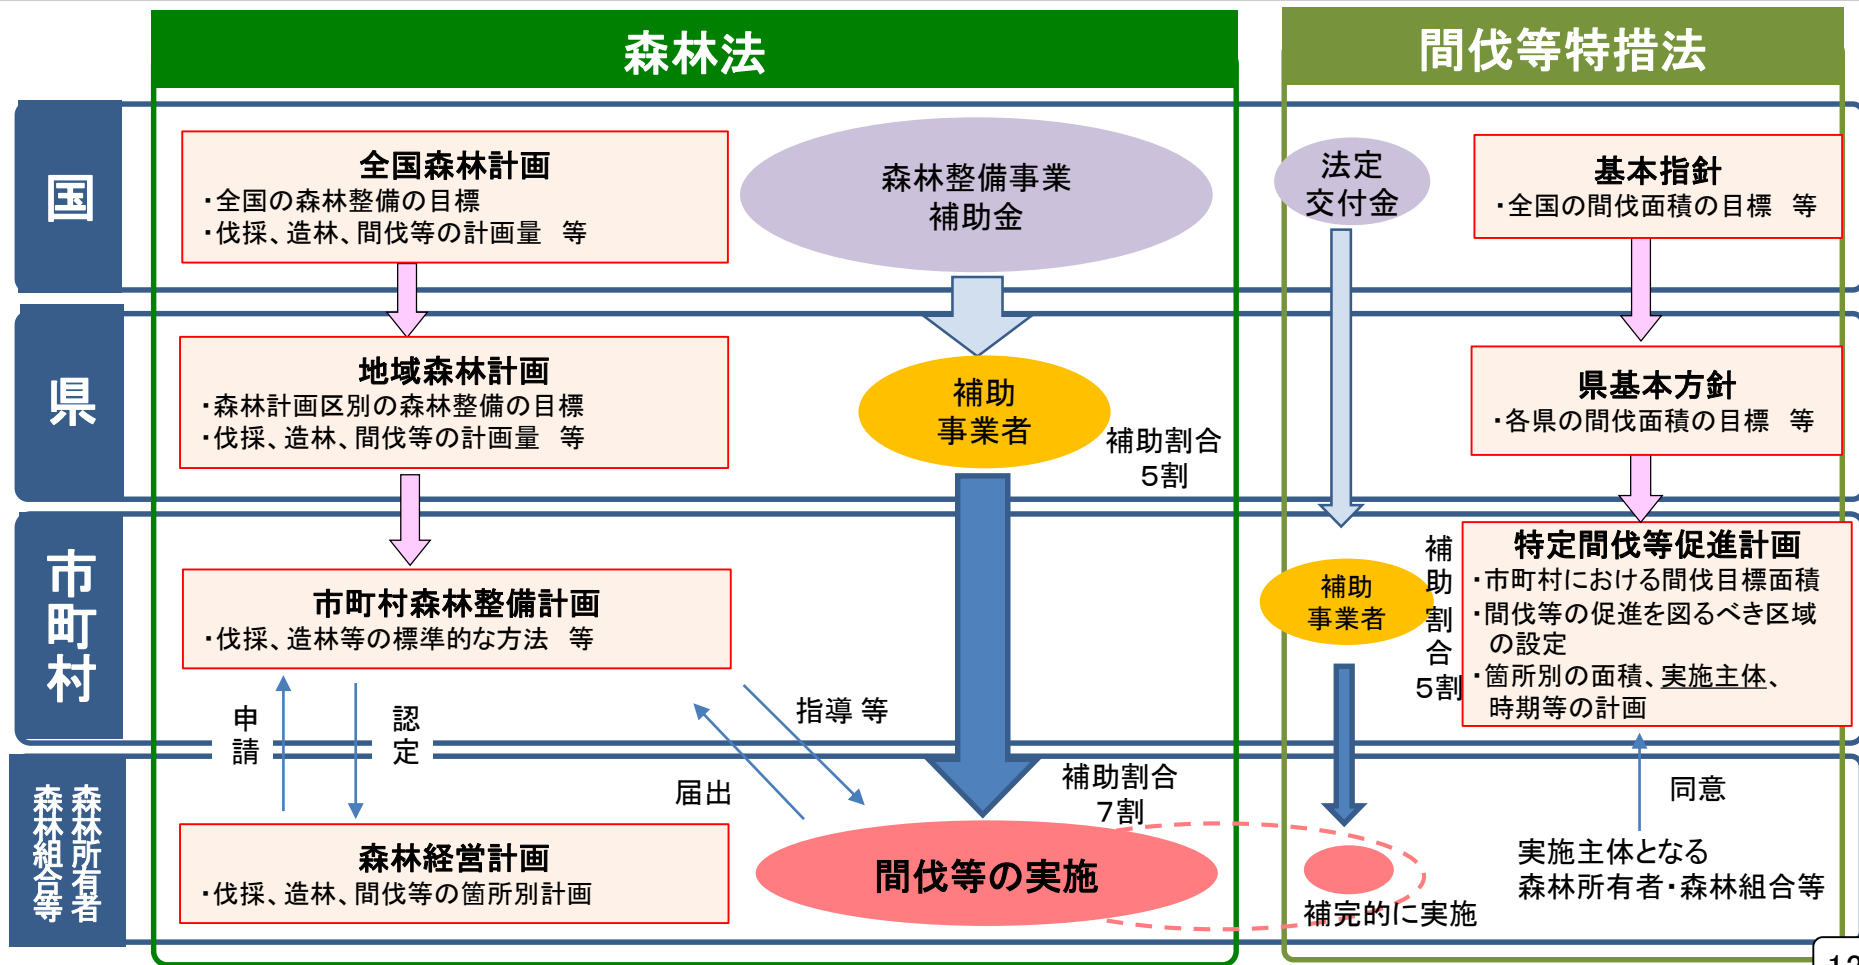 森林法
間伐等特措法
国
全国森林計画
・全国の森林整備の目標
・伐採、造林、間伐等の計画量　等
森林整備事業
補助金
法定
交付金
基本指針
・全国の間伐面積の目標　等
県
地域森林計画
・森林計画区別の森林整備の目標
・伐採、造林、間伐等の計画量　等
補助
事業者
補助割合
5割
県基本方針
・各県の間伐面積の目標　等
市町村
市町村森林整備計画
・伐採、造林等の標準的な方法　等
補助
事業者
補助割合
5割
特定間伐等促進計画
・市町村における間伐目標面積
・間伐等の促進を図るべき区域
の設定
・箇所別の面積、実施主体、
時期等の計画
申請
認定
指導 等
届出
補助割合
7割
同意
森林所有者
森林組合等
森林経営計画
・伐採、造林、間伐等の箇所別計画
間伐等の実施
補完的に実施
実施主体となる
森林所有者・森林組合等